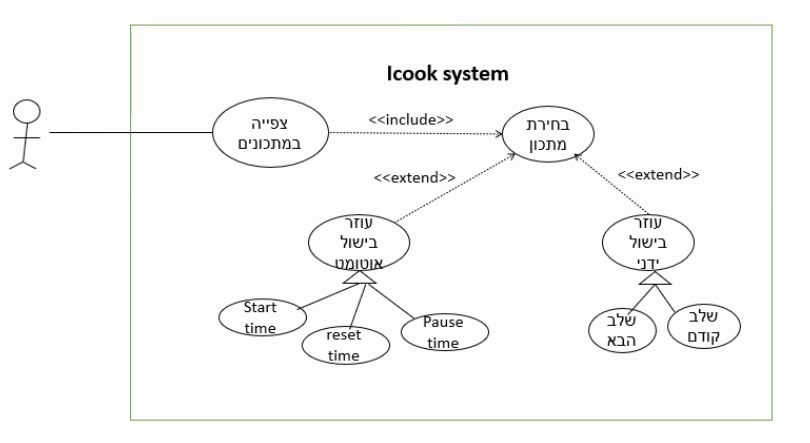 Icook system
צפייה
במתכונים
<<include>>
בחירת
מתכון
<<extend>>
<<extend>>
עוזר
בישול
אוטומט
עוזר
בישול
ידני
Start
time
reset
time
Pause
time
שלב
הבא
שלב
קודם